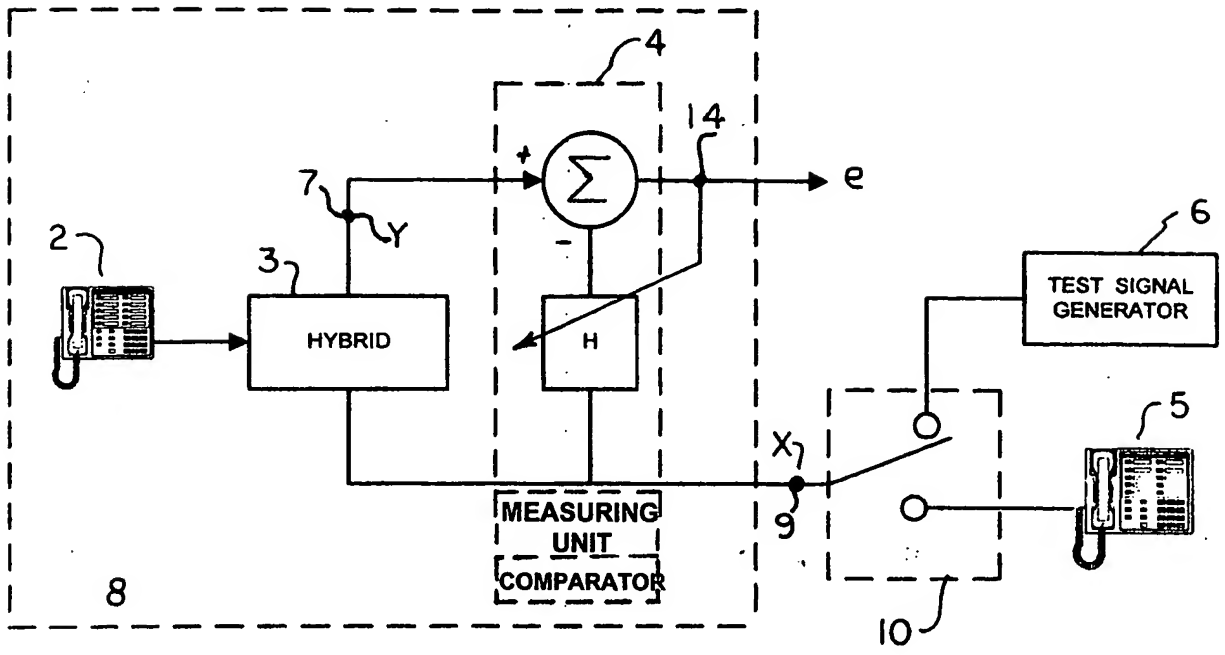 4
14
+
Σ
e
7
Y
-
6
2
3
TEST SIGNAL
GENERATOR
HYBRID
H
5
X
9
MEASURING
UNIT
COMPARATOR
8
10